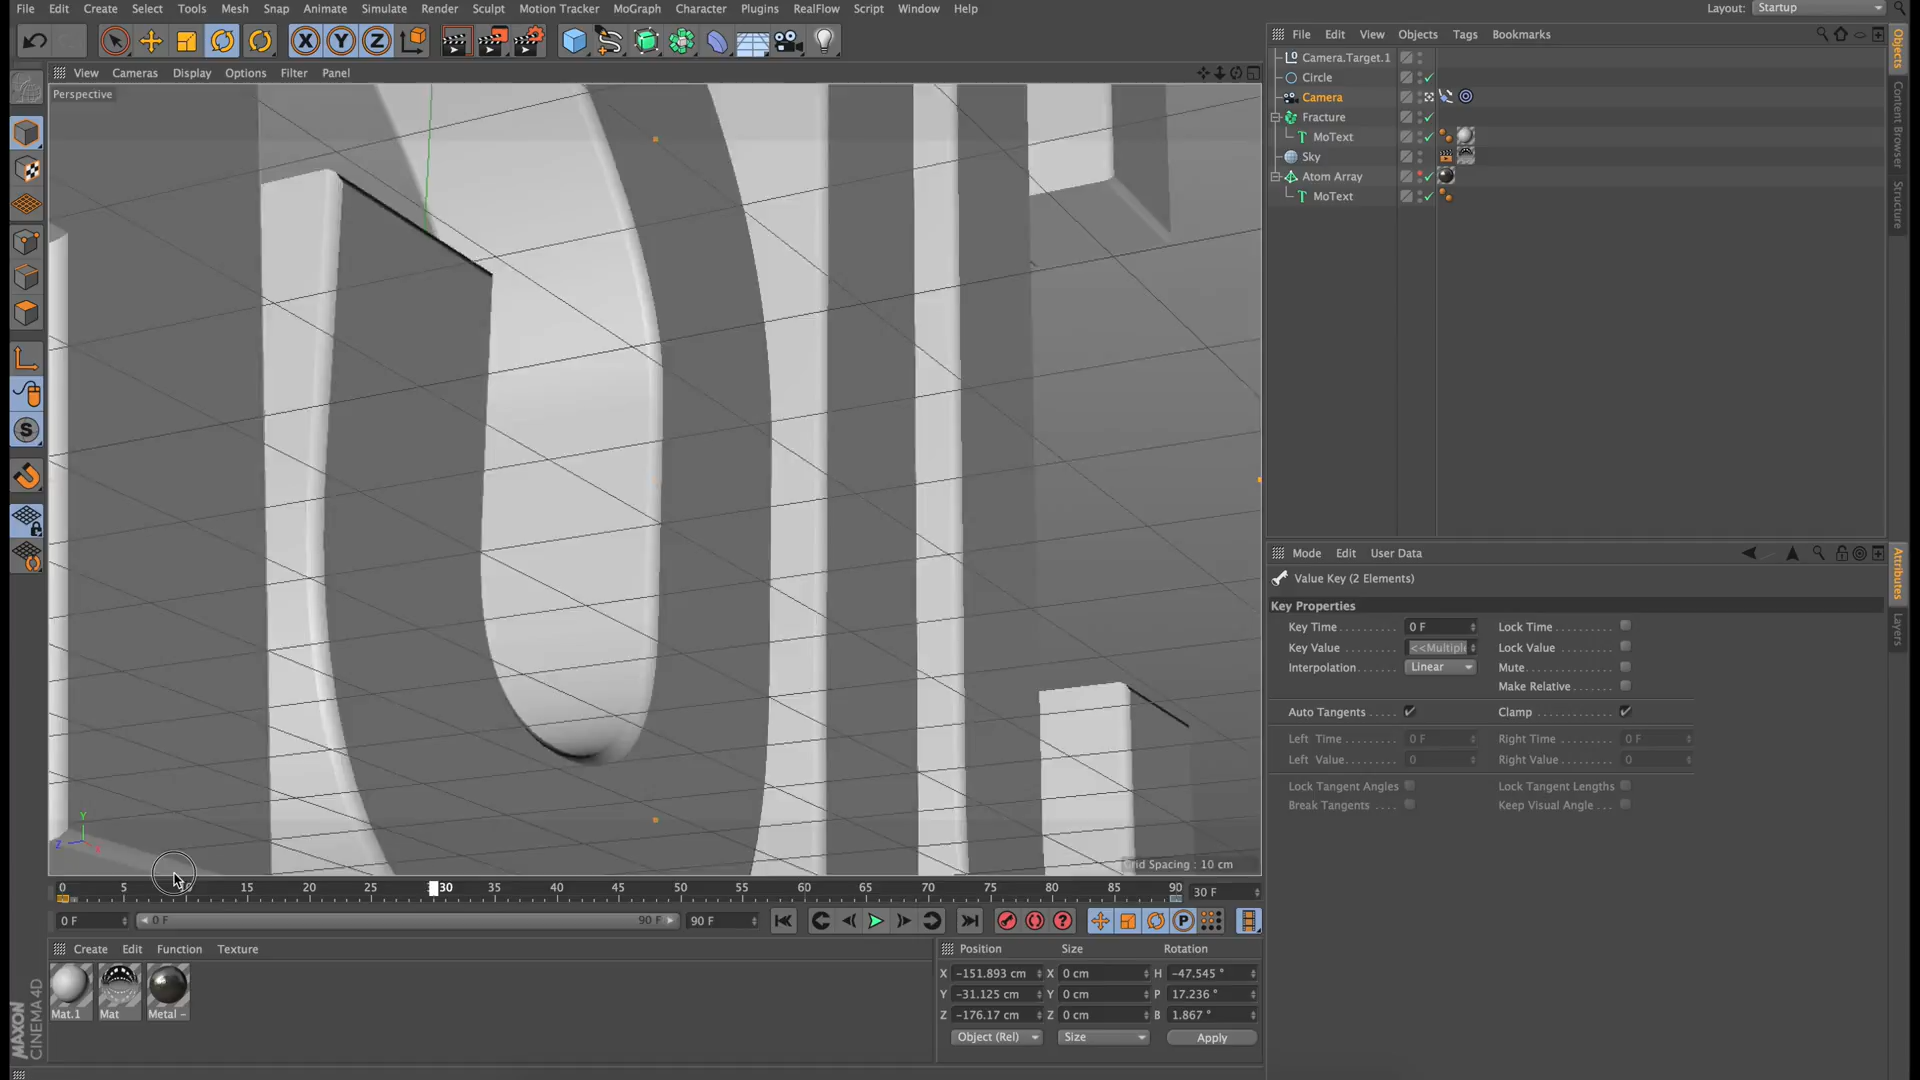 File Edit Create Select Tools Mesh Snap Animate Simulate Render Sculpt Motion Tracker MoGraph Character Plugins RealFlow Script Window Help
Layout: Startup
X Y Z
View Cameras Display Options Filter Panel
Perspective
File Edit View Objects Tags Bookmarks
Camera.Target.1
Circle
Camera
Fracture
MoText
Sky
Atom Array
MoText
Objects
Content Browser
Structure
Mode Edit User Data
Value Key (2 Elements)
Key Properties
Key Time 0 F Lock Time
Key Value <<Multipl Lock Value
Interpolation Linear Mute
Make Relative
Auto Tangents Clamp
Left Time 0 F Right Time 0 F
Left Value 0 Right Value 0
Lock Tangent Angles Lock Tangent Lengths
Break Tangents Keep Visual Angle
Attributes
Layers
S
Y
Z
Grid Spacing : 10 cm
0 5 10 15 20 25 30 35 40 45 50 55 60 65 70 75 80 85 90 30 F
0 F 0 F 90 F 90 F
P
Create Edit Function Texture
Mat.1 Mat Metal -
MAXON
CINEMA 4D
Position Size Rotation
X -151.893 cm X 0 cm H -47.545 °
Y -31.125 cm Y 0 cm P 17.236 °
Z -176.17 cm Z 0 cm B 1.867 °
Object (Rel) Size Apply